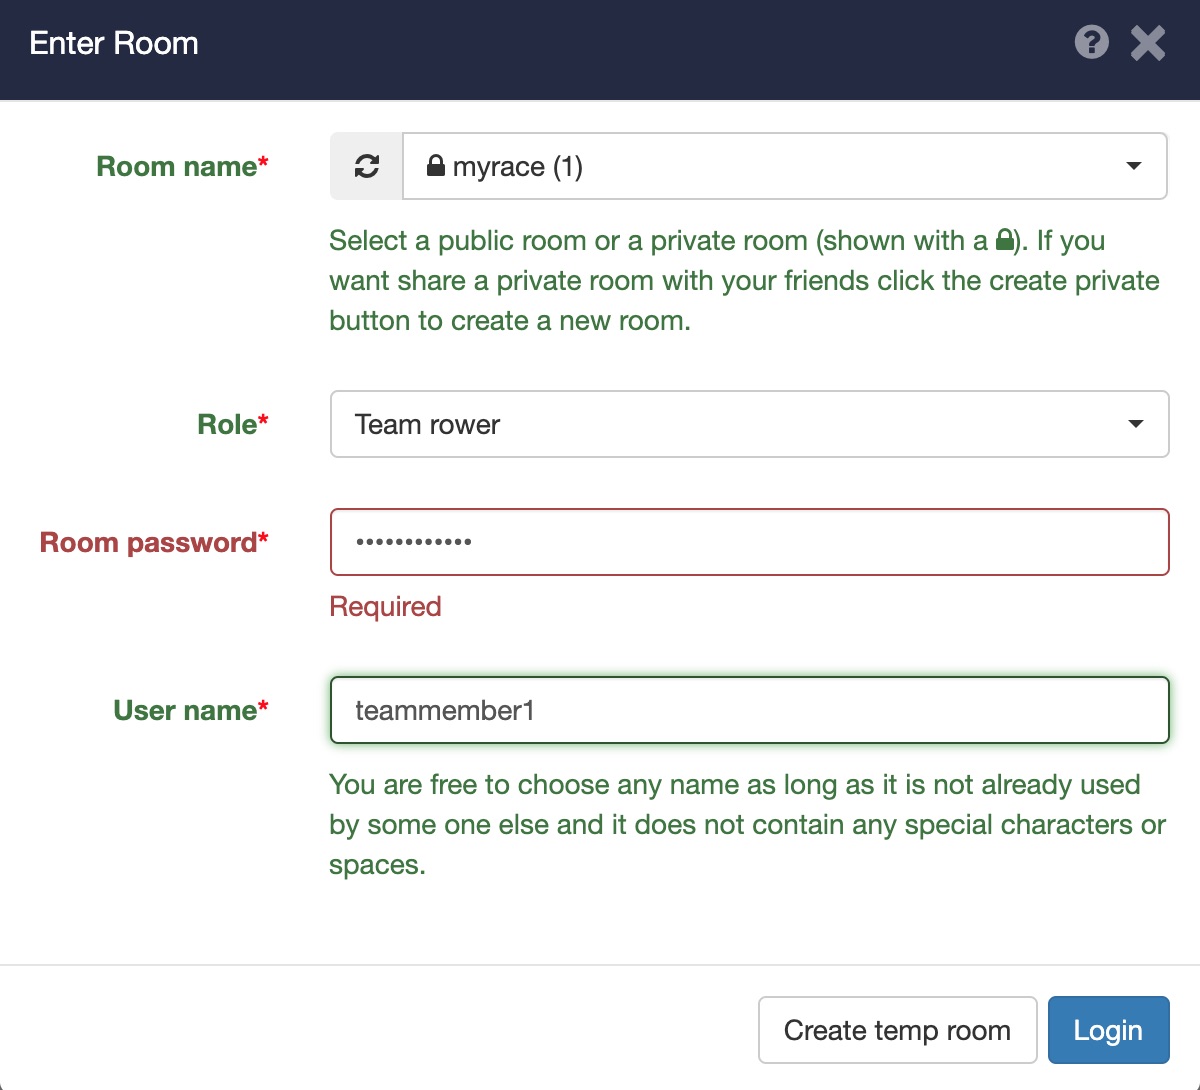 Enter Room
Room name*
myrace (1)
Select a public room or a private room (shown with a ). If you
want share a private room with your friends click the create private
button to create a new room.
Role*
Team rower
Room password*
••••••••••••
Required
User name*
teammember1
You are free to choose any name as long as it is not already used
by some one else and it does not contain any special characters or
spaces.
Create temp room
Login